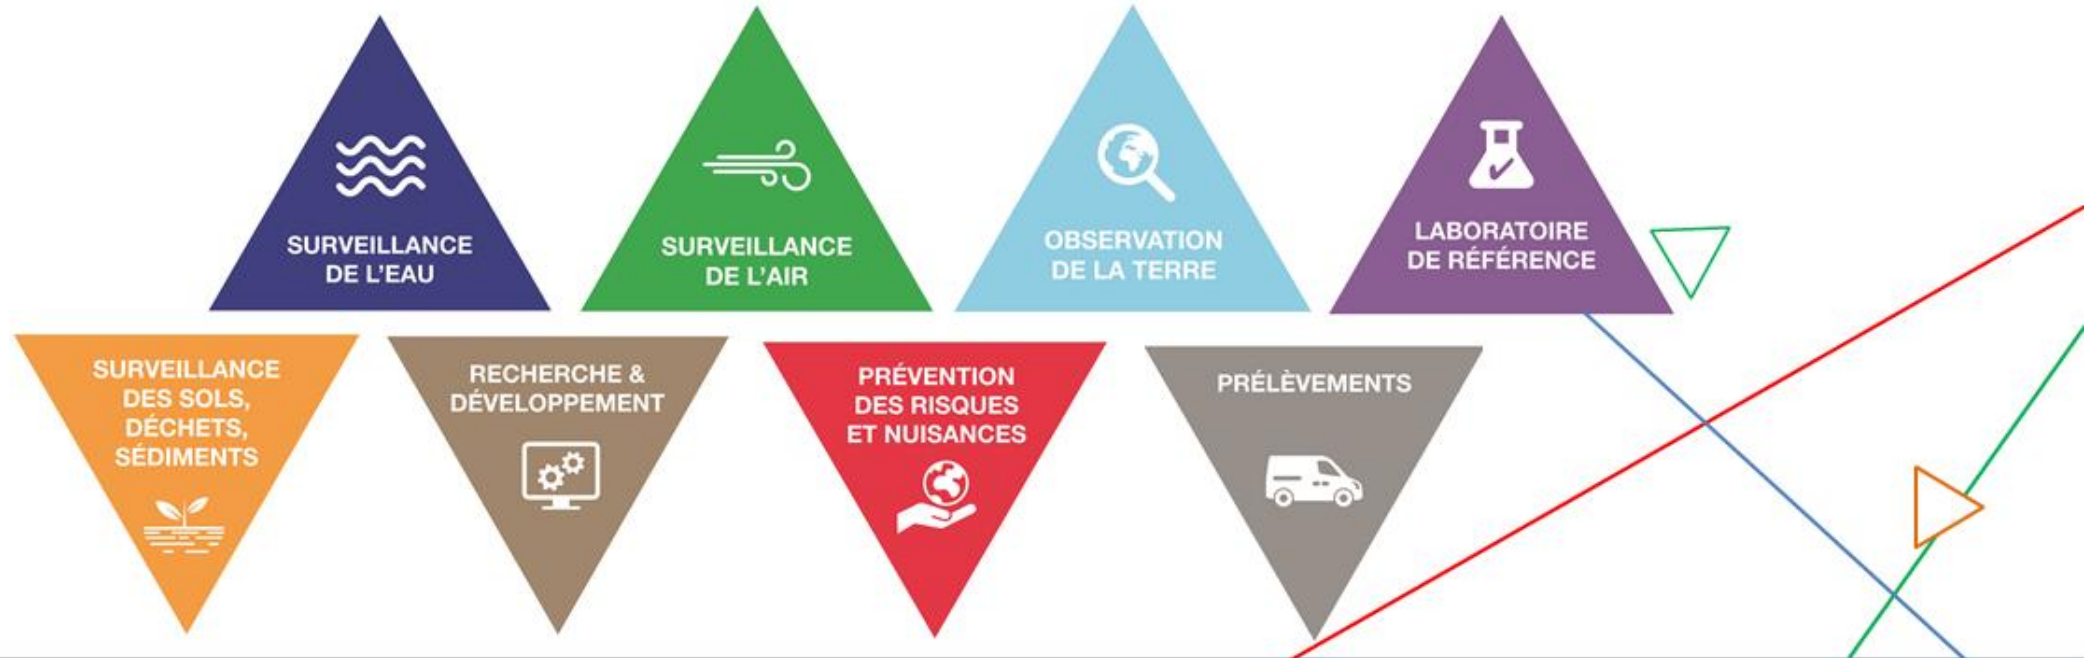 SURVEILLANCE
DE L'EAU
SURVEILLANCE
DE L'AIR
OBSERVATION
DE LA TERRE
LABORATOIRE
DE RÉFÉRENCE
SURVEILLANCE
DES SOLS,
DÉCHETS,
SÉDIMENTS
RECHERCHE &
DÉVELOPPEMENT
PRÉVENTION
DES RISQUES
ET NUISANCES
PRÉLÈVEMENTS